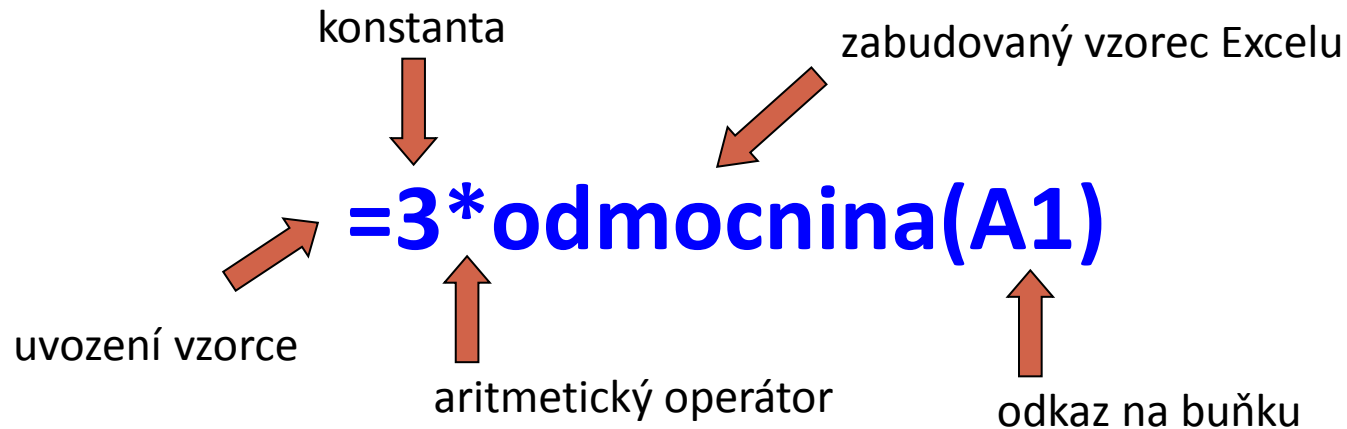 konstanta
zabudovaný vzorec Excelu
=3*odmocnina(A1)
uvození vzorce
aritmetický operátor
odkaz na buňku